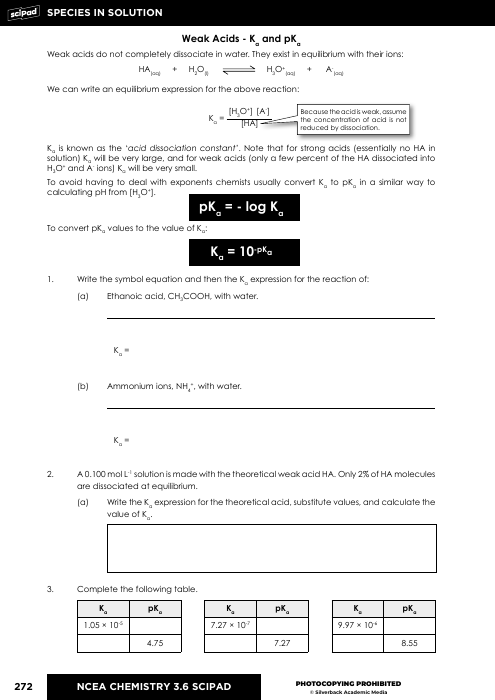 scipad SPECIES IN SOLUTION
Weak Acids - Kₐ and pKₐ
Weak acids do not completely dissociate in water. They exist in equilibrium with their ions:
HA(aq) + H₂O(l) ⇌ H₃O⁺(aq) + A⁻(aq)
We can write an equilibrium expression for the above reaction:
Kₐ = [H₃O⁺] [A⁻] / [HA]
Because the acid is weak, assume
the concentration of acid is not
reduced by dissociation.
Kₐ is known as the 'acid dissociation constant'. Note that for strong acids (essentially no HA in
solution) Kₐ will be very large, and for weak acids (only a few percent of the HA dissociated into
H₃O⁺ and A⁻ ions) Kₐ will be very small.
To avoid having to deal with exponents chemists usually convert Kₐ to pKₐ in a similar way to
calculating pH from [H₃O⁺].
pKₐ = - log Kₐ
To convert pKₐ values to the value of Kₐ:
Kₐ = 10^-pKₐ
1. Write the symbol equation and then the Kₐ expression for the reaction of:
(a) Ethanoic acid, CH₃COOH, with water.
Kₐ =
(b) Ammonium ions, NH₄⁺, with water.
Kₐ =
2. A 0.100 mol L⁻¹ solution is made with the theoretical weak acid HA. Only 2% of HA molecules
are dissociated at equilibrium.
(a) Write the Kₐ expression for the theoretical acid, substitute values, and calculate the
value of Kₐ.
3. Complete the following table.
Kₐ pKₐ Kₐ pKₐ Kₐ pKₐ
1.05 × 10⁻⁵ 7.27 × 10⁻⁷ 9.97 × 10⁻⁶
4.75 7.27 8.55
272 NCEA CHEMISTRY 3.6 SCIPAD PHOTOCOPYING PROHIBITED
© Silverback Academic Media